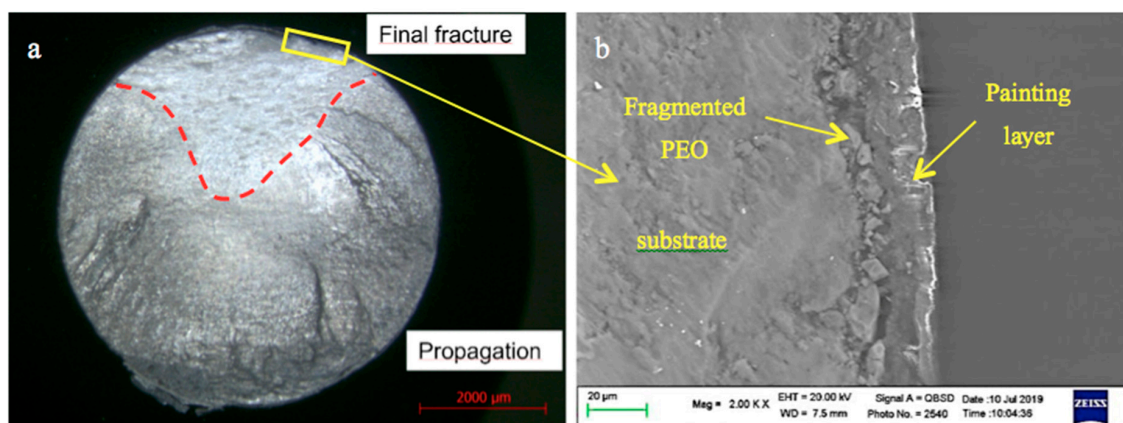 a
Final fracture
Propagation
2000 µm
b
Fragmented
PEO
Painting
layer
substrate
20 µm
Mag = 2.00 K X
EHT = 20.00 kV
WD = 7.5 mm
Signal A = QBSD
Photo No. = 2540
Date :10 Jul 2019
Time :10:04:36
ZEISS